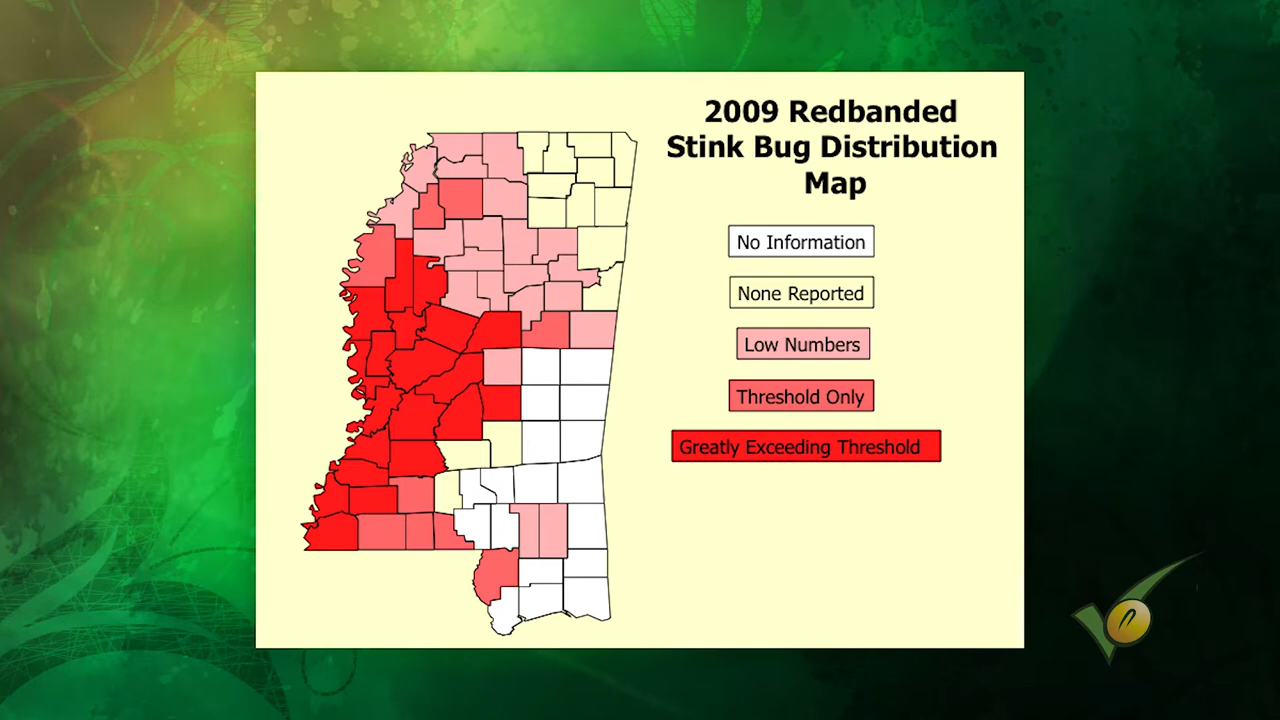 2009 Redbanded
Stink Bug Distribution
Map
No Information
None Reported
Low Numbers
Threshold Only
Greatly Exceeding Threshold